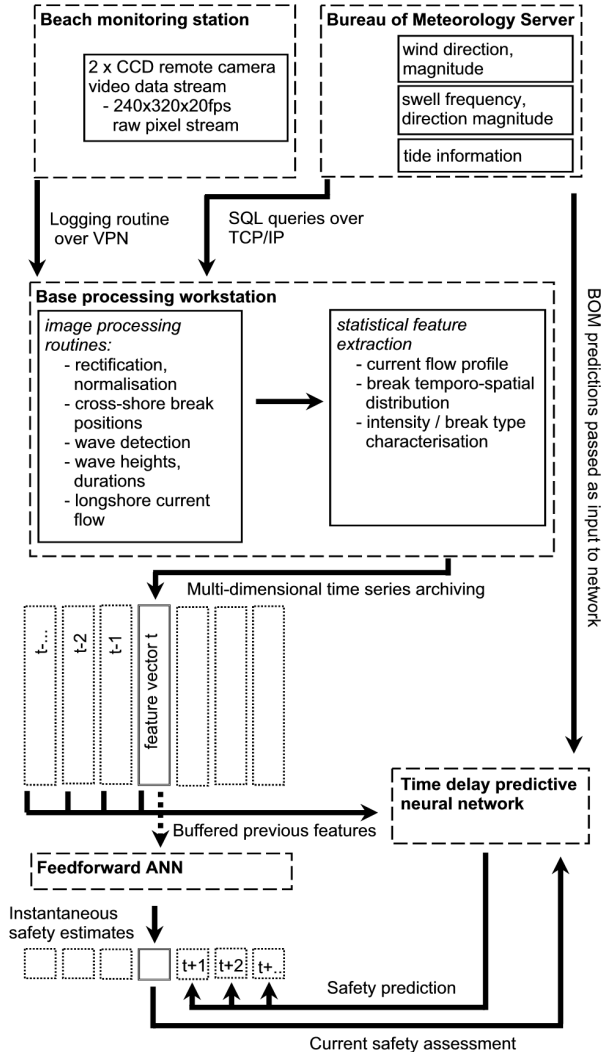 Beach monitoring station
2 x CCD remote camera
video data stream
- 240x320x20fps
raw pixel stream
Bureau of Meteorology Server
wind direction,
magnitude
swell frequency,
direction magnitude
tide information
Logging routine
over VPN
SQL queries over
TCP/IP
BOM predictions passed as input to network
Base processing workstation
image processing
routines:
- rectification,
normalisation
- cross-shore break
positions
- wave detection
- wave heights,
durations
- longshore current
flow
statistical feature
extraction
- current flow profile
- break temporo-spatial
distribution
- intensity / break type
characterisation
Multi-dimensional time series archiving
t-...
t-2
t-1
feature vector t
Time delay predictive
neural network
Buffered previous features
Feedforward ANN
Instantaneous
safety estimates
t+1
t+2
t+..
Safety prediction
Current safety assessment